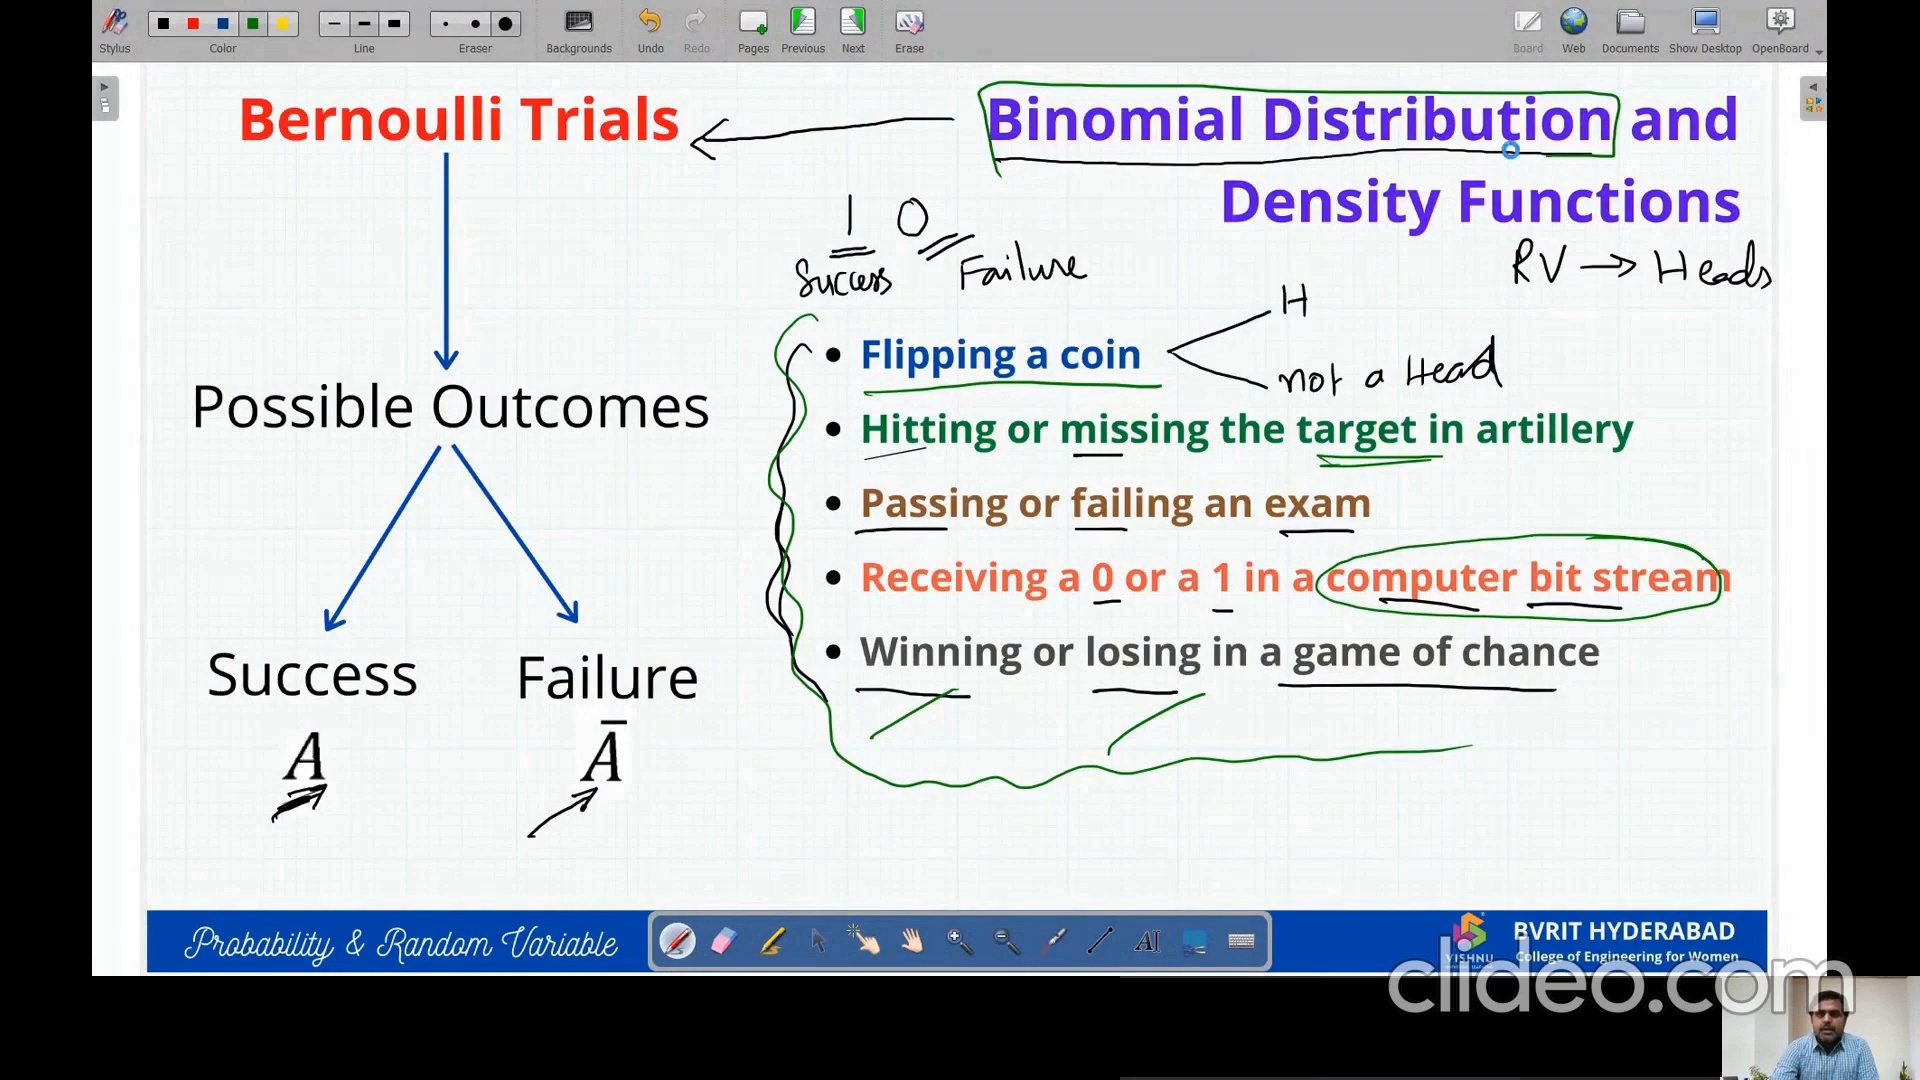 Stylus
Color
Line
Eraser
Backgrounds
Undo
Redo
Pages
Previous
Next
Erase
Board
Web
Documents
Show Desktop
OpenBoard
Bernoulli Trials
Binomial Distribution and
Density Functions
1 0
Success
Failure
RV → Heads
Possible Outcomes
Success
Failure
A
Ā
• Flipping a coin
H
not a Head
• Hitting or missing the target in artillery
• Passing or failing an exam
• Receiving a 0 or a 1 in a computer bit stream
• Winning or losing in a game of chance
Probability & Random Variable
AI
VISHNU
BVRIT HYDERABAD
College of Engineering for Women
clideo.com